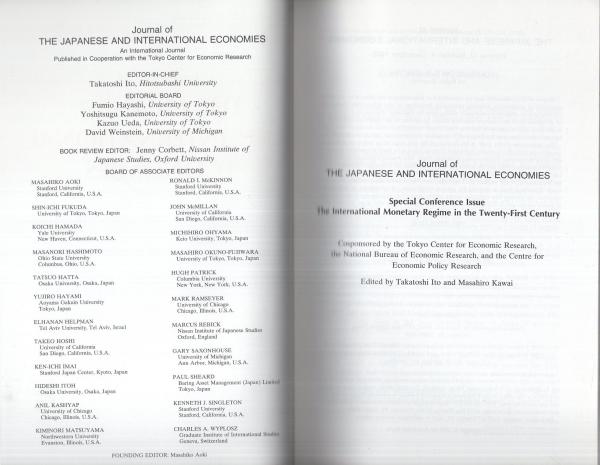 Journal of
THE JAPANESE AND INTERNATIONAL ECONOMIES
An International Journal
Published in Cooperation with the Tokyo Center for Economic Research
EDITOR-IN-CHIEF
Takatoshi Ito, Hitotsubashi University
EDITORIAL BOARD
Fumio Hayashi, University of Tokyo
Yoshitsugu Kanemoto, University of Tokyo
Kazuo Ueda, University of Tokyo
David Weinstein, University of Michigan
BOOK REVIEW EDITOR: Jenny Corbett, Nissan Institute of
Japanese Studies, Oxford University
BOARD OF ASSOCIATE EDITORS
MASAHIKO AOKI
Stanford University
Stanford, California, U.S.A.
SHIN-ICHI FUKUDA
University of Tokyo, Tokyo, Japan
KOICHI HAMADA
Yale University
New Haven, Connecticut, U.S.A.
MASANORI HASHIMOTO
Ohio State University
Columbus, Ohio, U.S.A.
TATSUO HATTA
Osaka University, Osaka, Japan
YUJIRO HAYAMI
Aoyama Gakuin University
Tokyo, Japan
ELHANAN HELPMAN
Tel Aviv University, Tel Aviv, Israel
TAKEO HOSHI
University of California
San Diego, California, U.S.A.
KEN-ICHI IMAI
Stanford Japan Center, Kyoto, Japan
HIDESHI ITOH
Osaka University, Osaka, Japan
ANIL KASHYAP
University of Chicago
Chicago, Illinois, U.S.A.
KIMINORI MATSUYAMA
Northwestern University
Evanston, Illinois, U.S.A.
RONALD I. McKINNON
Stanford University
Stanford, California, U.S.A.
JOHN McMILLAN
University of California
San Diego, California, U.S.A.
MICHIHIRO OHYAMA
Keio University, Tokyo, Japan
MASAHIRO OKUNO-FUJIWARA
University of Tokyo, Tokyo, Japan
HUGH PATRICK
Columbia University
New York, New York, U.S.A.
MARK RAMSEYER
University of Chicago
Chicago, Illinois, U.S.A.
MARCUS REBICK
Nissan Institute of Japanese Studies
Oxford, England
GARY SAXONHOUSE
University of Michigan
Ann Arbor, Michigan, U.S.A.
PAUL SHEARD
Baring Asset Management (Japan) Limited
Tokyo, Japan
KENNETH J. SINGLETON
Stanford University
Stanford, California, U.S.A.
CHARLES A. WYPLOSZ
Graduate Institute of International Studies
Geneva, Switzerland
FOUNDING EDITOR: Masahiko Aoki
Journal of
THE JAPANESE AND INTERNATIONAL ECONOMIES
Special Conference Issue
The International Monetary Regime in the Twenty-First Century
Cosponsored by the Tokyo Center for Economic Research,
the National Bureau of Economic Research, and the Centre for
Economic Policy Research
Edited by Takatoshi Ito and Masahiro Kawai